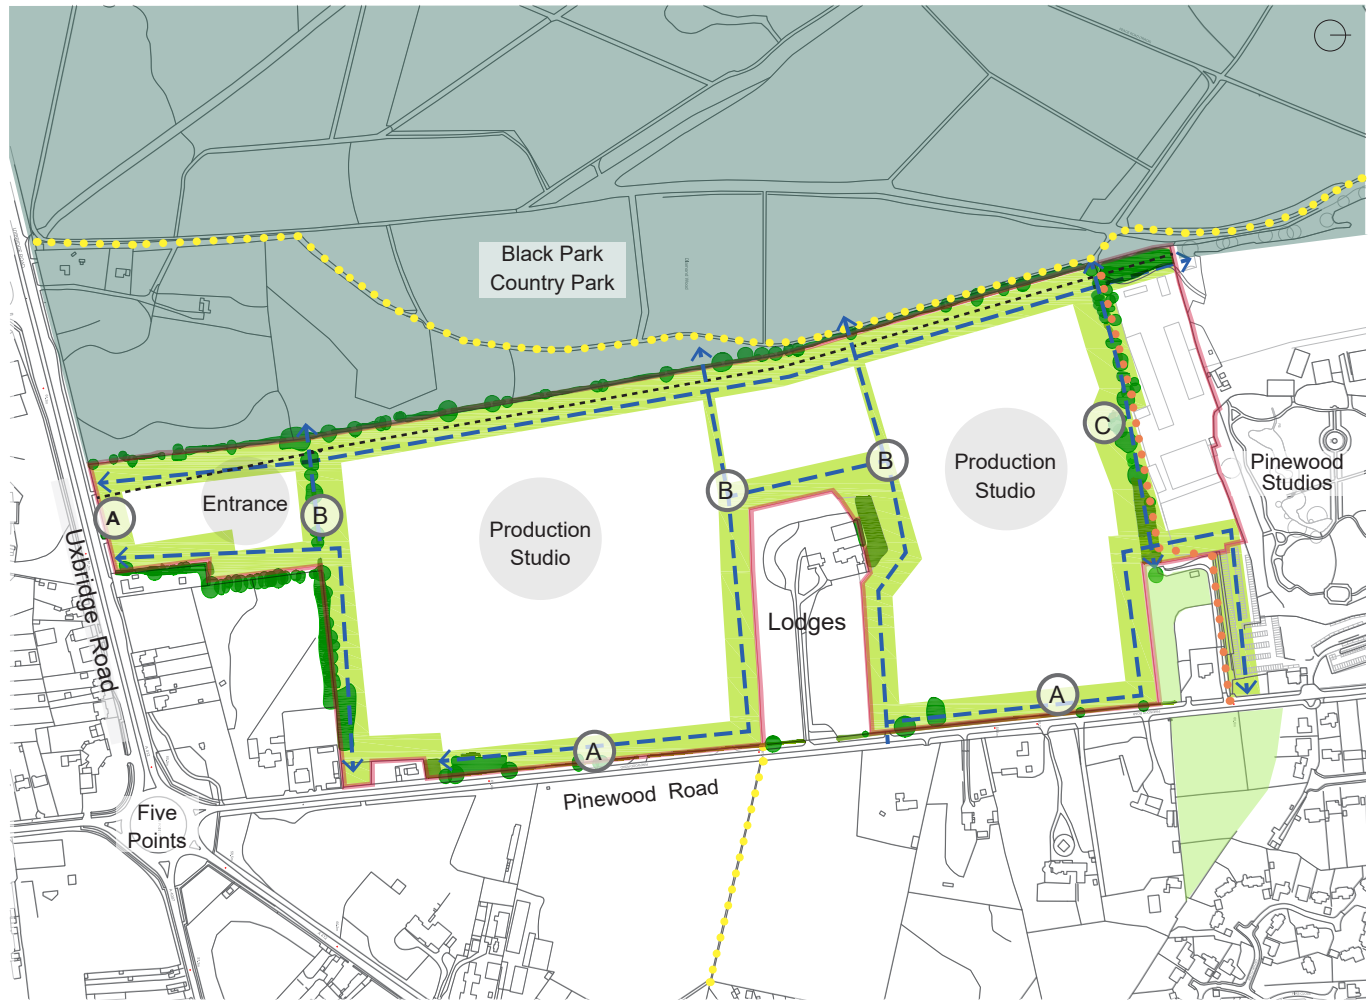 Black Park
Country Park
C
Production
Studio
Pinewood
Studios
B
B
Entrance
A
B
Production
Studio
Uxbridge Road
Lodges
A
A
Pinewood Road
Five
Points